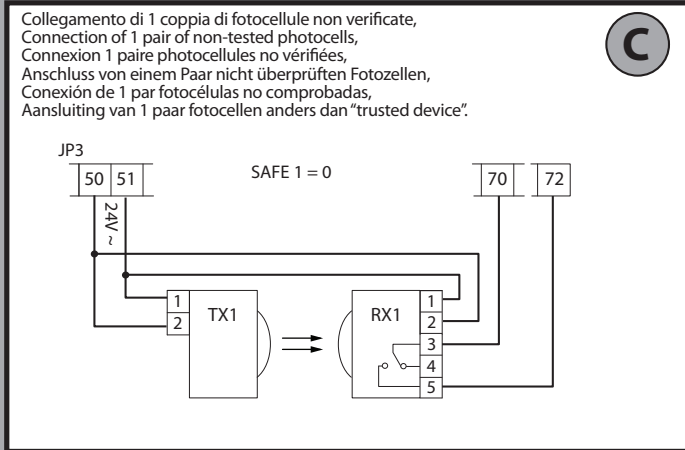 Collegamento di 1 coppia di fotocellule non verificate,
Connection of 1 pair of non-tested photocells,
Connexion 1 paire photocellules no vérifiées,
Anschluss von einem Paar nicht überprüften Fotozellen,
Conexión de 1 par fotocélulas no comprobadas,
Aansluiting van 1 paar fotocellen anders dan “trusted device”.
C
JP3
50 51
SAFE 1 = 0
70 72
24V ~
1
2
TX1
RX1
1
2
3
4
5